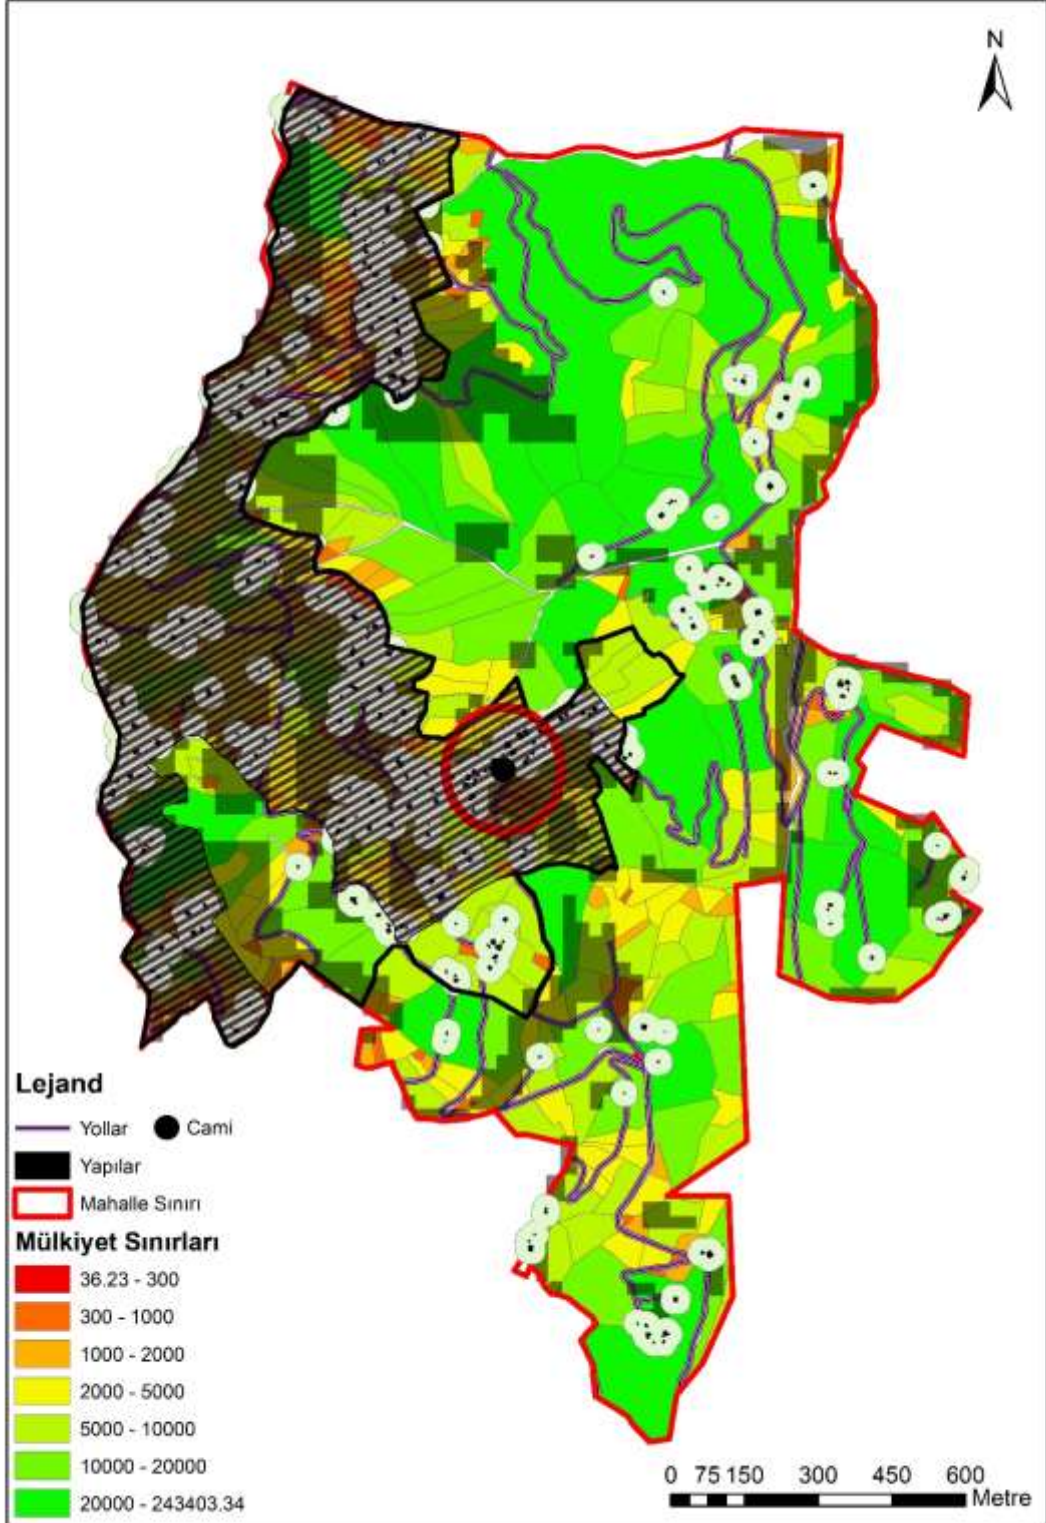 N
Lejand
Yollar Cami
Yapılar
Mahalle Sınırı
Mülkiyet Sınırları
36.23 - 300
300 - 1000
1000 - 2000
2000 - 5000
5000 - 10000
10000 - 20000
20000 - 243403.34
0 75 150 300 450 600
Metre